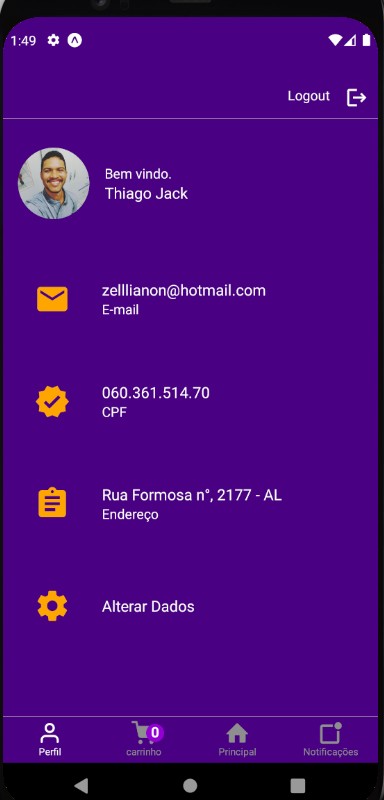 1:49
Logout
Bem vindo.
Thiago Jack
zelllianon@hotmail.com
E-mail
060.361.514.70
CPF
Rua Formosa n°, 2177 - AL
Endereço
Alterar Dados
0
Perfil
carrinho
Principal
Notificações